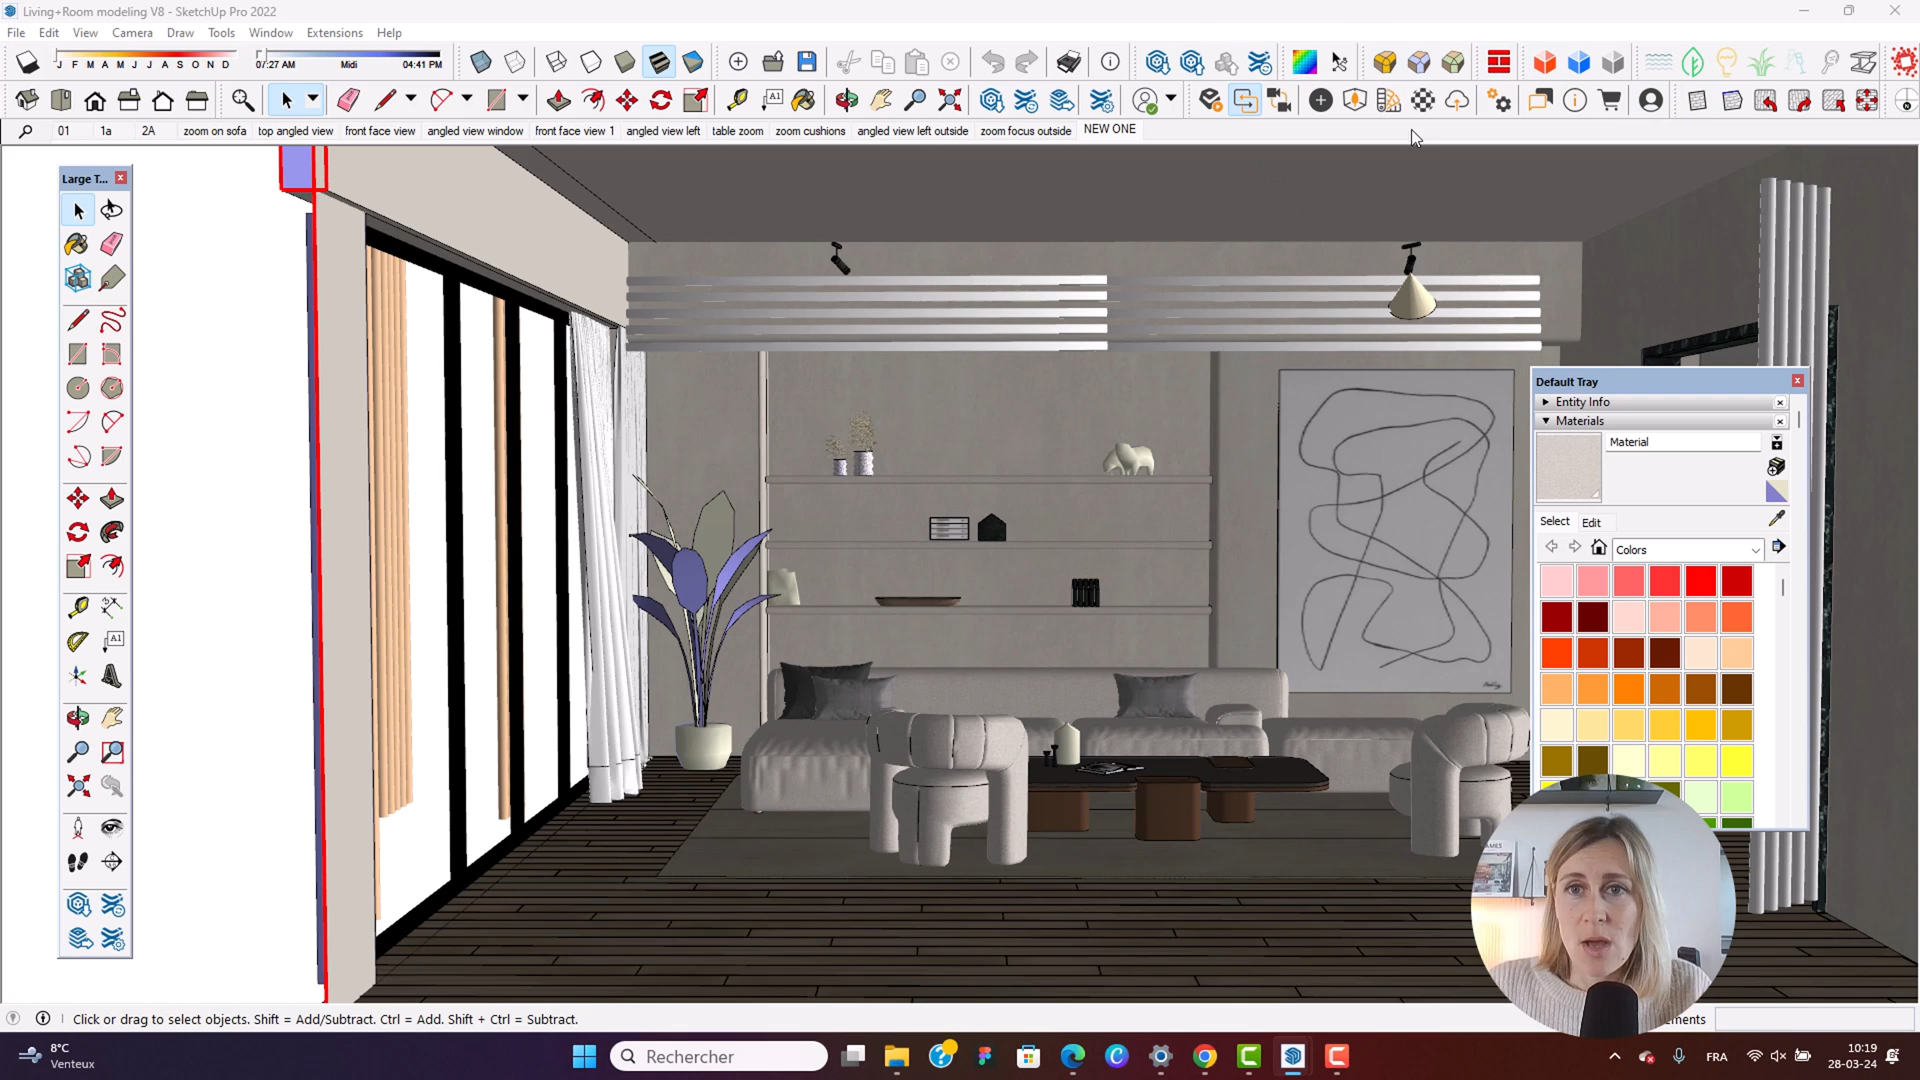 Living+Room modeling V8 - SketchUp Pro 2022
File Edit View Camera Draw Tools Window Extensions Help
J F M A M J J A S O N D
07:27 AM Midi 04:41 PM
01 1a 2A zoom on sofa top angled view front face view angled view window front face view 1 angled view left table zoom zoom cushions angled view left outside zoom focus outside NEW ONE
Large T...
A1
A1
Default Tray
Entity Info
Materials
Material
Select Edit
Colors
Click or drag to select objects. Shift = Add/Subtract. Ctrl = Add. Shift + Ctrl = Subtract.
8°C
Venteux
Rechercher
FRA
10:19
28-03-24